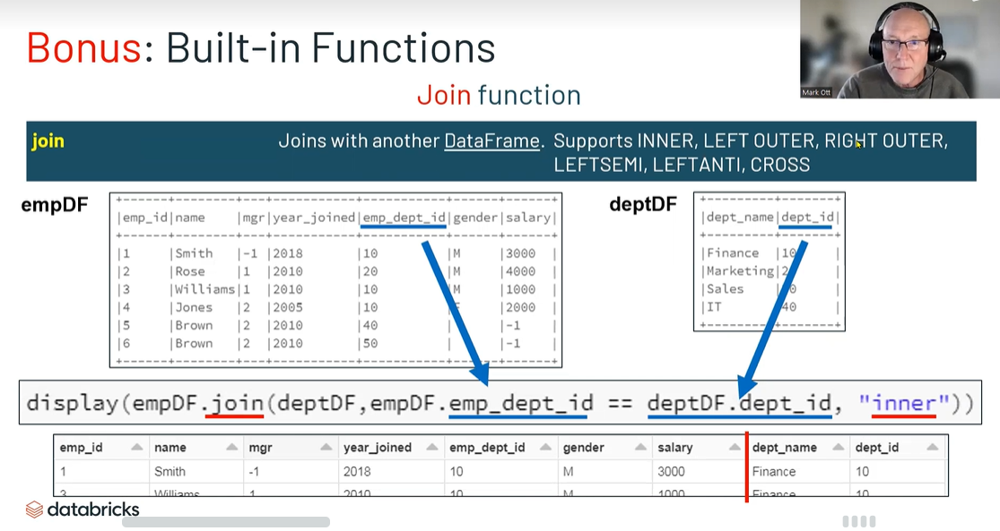 Bonus: Built-in Functions
Mark Ott
Join function
join Joins with another DataFrame. Supports INNER, LEFT OUTER, RIGHT OUTER,
LEFTSEMI, LEFTANTI, CROSS
empDF
+------+--------+---+-----------+-----------+------+------+
|emp_id|name |mgr|year_joined|emp_dept_id|gender|salary|
+------+--------+---+-----------+-----------+------+------+
|1 |Smith |-1 |2018 |10 |M |3000 |
|2 |Rose |1 |2010 |20 |M |4000 |
|3 |Williams|1 |2010 |10 |M |1000 |
|4 |Jones |2 |2005 |10 | |2000 |
|5 |Brown |2 |2010 |40 | |-1 |
|6 |Brown |2 |2010 |50 | |-1 |
+------+--------+---+-----------+-----------+------+------+
deptDF
+---------+-------+
|dept_name|dept_id|
+---------+-------+
|Finance |10 |
|Marketing| |
|Sales | |
|IT |40 |
+---------+-------+
display(empDF.join(deptDF,empDF.emp_dept_id == deptDF.dept_id, "inner"))
emp_id name mgr year_joined emp_dept_id gender salary dept_name dept_id
1 Smith -1 2018 10 M 3000 Finance 10
3 Williams 1 2010 10 M 1000 Finance 10
databricks